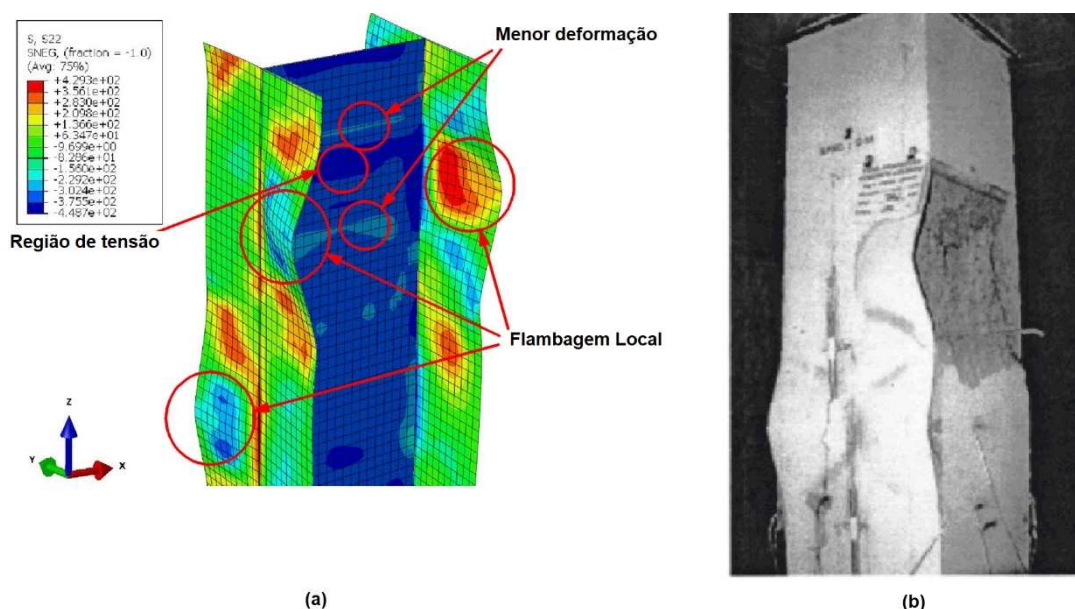 S, S22
SNEG, (fraction = -1.0)
(Avg: 75%)
+4.293e+02
+3.561e+02
+2.830e+02
+2.098e+02
+1.366e+02
+6.347e+01
-9.699e+00
-8.286e+01
-1.560e+02
-2.292e+02
-3.024e+02
-3.755e+02
-4.487e+02
Menor deformação
Região de tensão
Flambagem Local
Z
Y
X
(a)
(b)